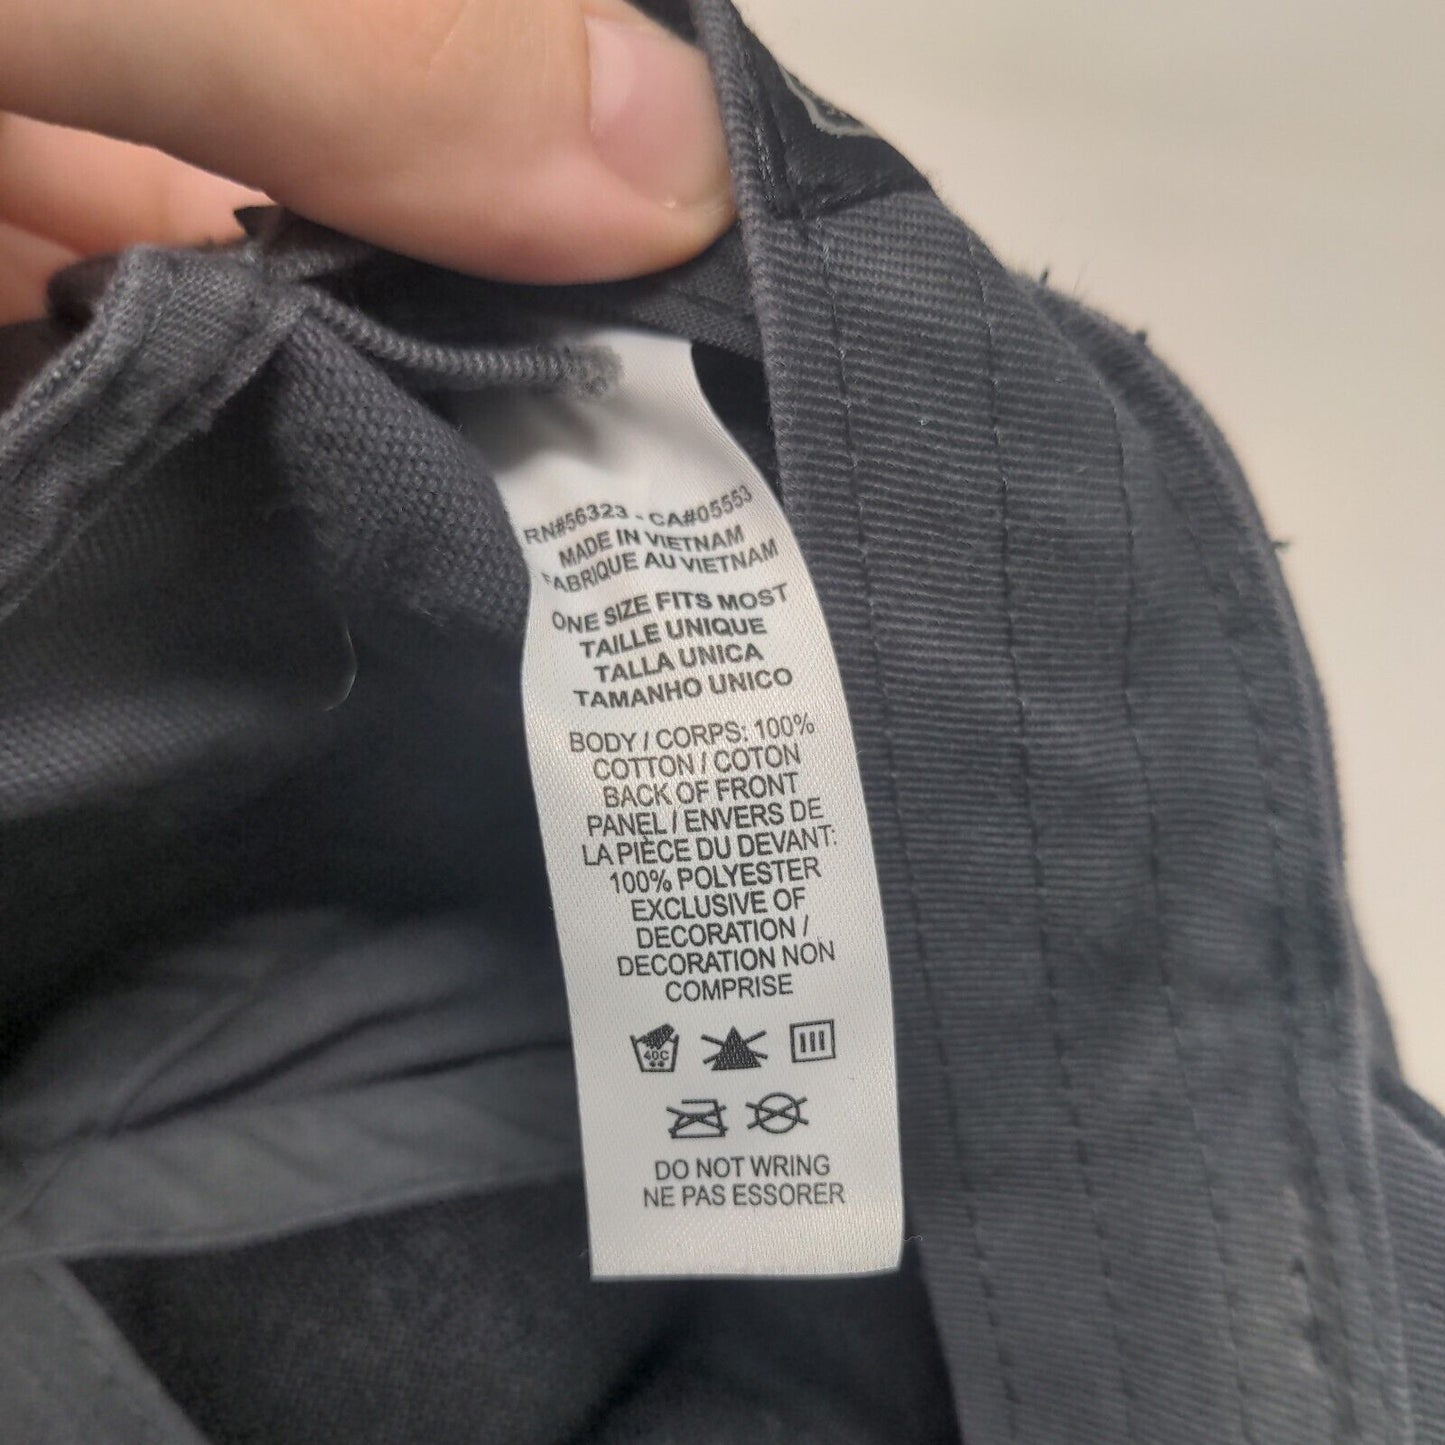 RN#56323 - CA#05553
MADE IN VIETNAM
FABRIQUE AU VIETNAM
ONE SIZE FITS MOST
TAILLE UNIQUE
TALLA UNICA
TAMANHO UNICO
BODY / CORPS: 100%
COTTON / COTON
BACK OF FRONT
PANEL / ENVERS DE
LA PIÈCE DU DEVANT:
100% POLYESTER
EXCLUSIVE OF
DECORATION /
DECORATION NON
COMPRISE
40C
DO NOT WRING
NE PAS ESSORER